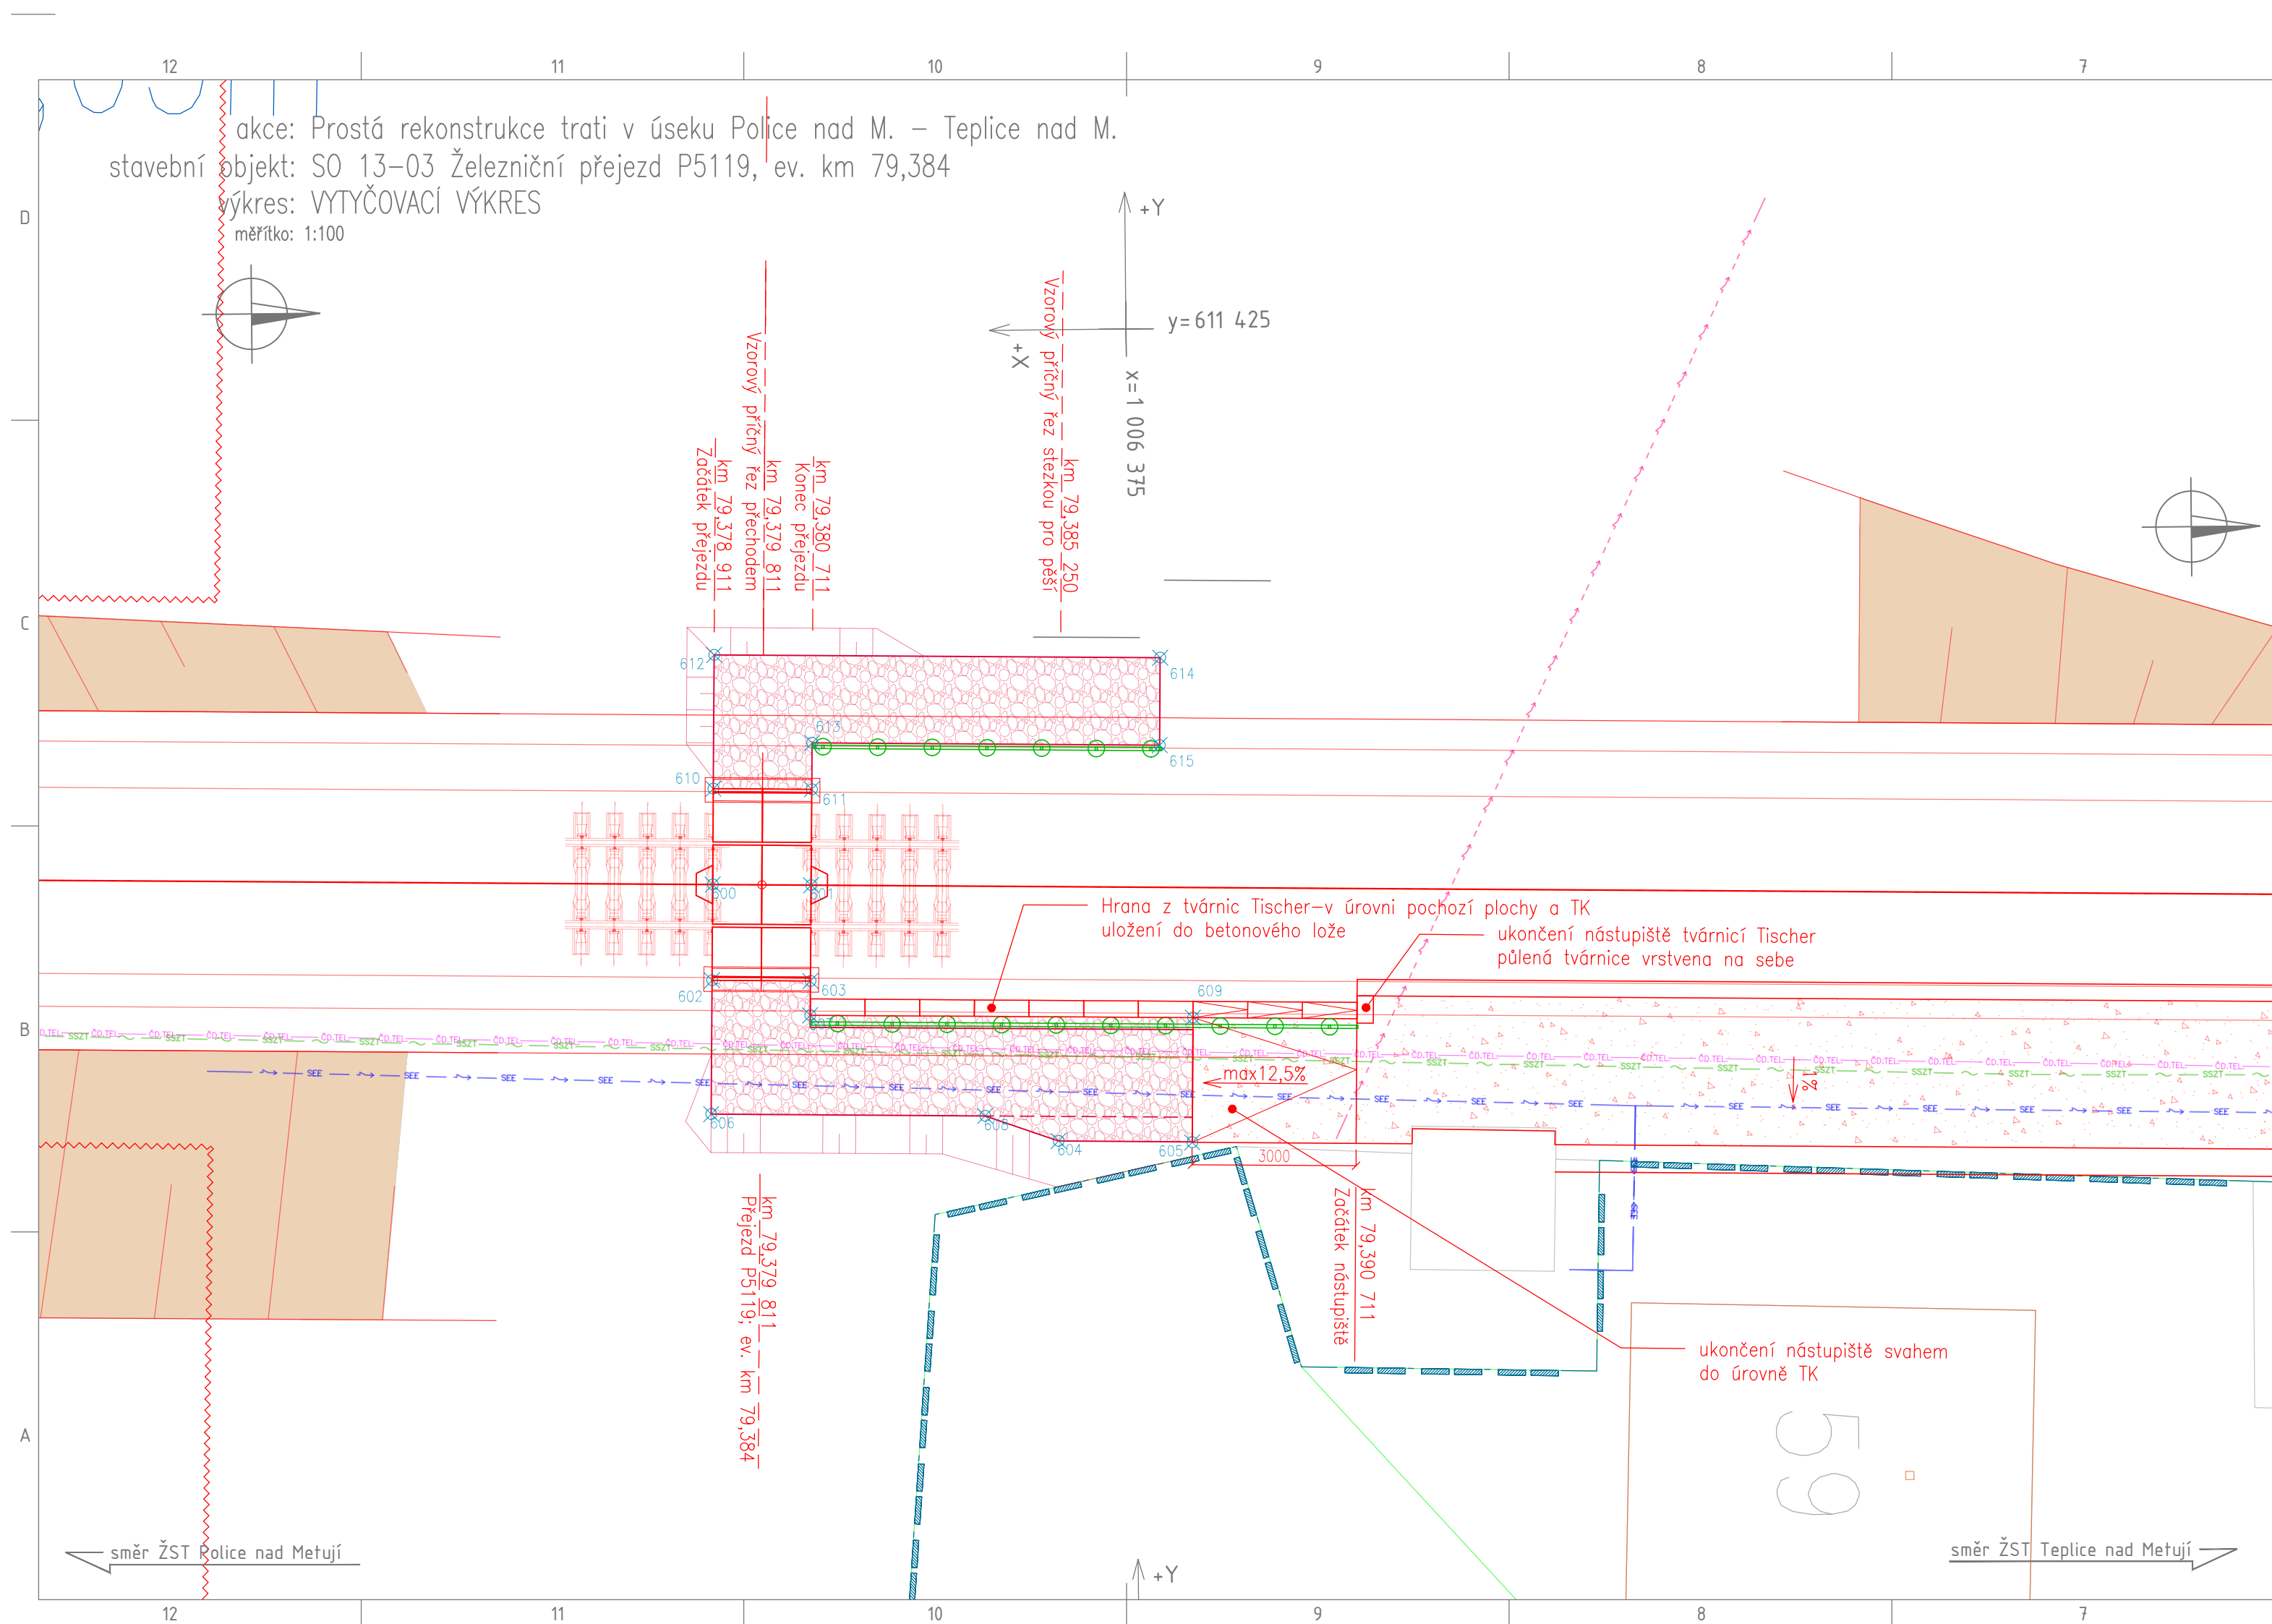 12 11 10 9 8 7
akce: Prostá rekonstrukce trati v úseku Police nad M. – Teplice nad M.
stavební objekt: SO 13-03 Železniční přejezd P5119, ev. km 79,384
výkres: VYTYČOVACÍ VÝKRES
měřítko: 1:100
D
+Y
+X
y=611 425
x=1 006 375
km 79,378 911
Začátek přejezdu
Vzorový příčný řez přechodem
km 79,379 811
km 79,380 711
Konec přejezdu
Vzorový příčný řez stezkou pro pěší
km 79,385 250
C
612
614
613
615
610
611
600
601
Hrana z tvárnic Tischer-v úrovni pochozí plochy a TK
uložení do betonového lože
ukončení nástupiště tvárnicí Tischer
půlená tvárnice vrstvena na sebe
602
603
609
607
B
ČD.TEL
SSZT
SEE
max12,5%
1%
606
608
604
605
3000
km 79,379 811
Přejezd P5119; ev. km 79,384
km 79,390 711
Začátek nástupiště
ukončení nástupiště svahem
do úrovně TK
A
65
směr ŽST Police nad Metují
směr ŽST Teplice nad Metují
+Y
12 11 10 9 8 7